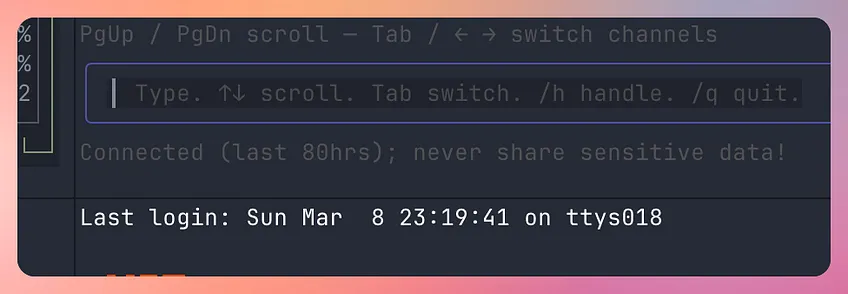 %
PgUp / PgDn scroll — Tab / ← → switch channels
%
2
Type. ↑↓ scroll. Tab switch. /h handle. /q quit.
Connected (last 80hrs); never share sensitive data!
Last login: Sun Mar  8 23:19:41 on ttys018